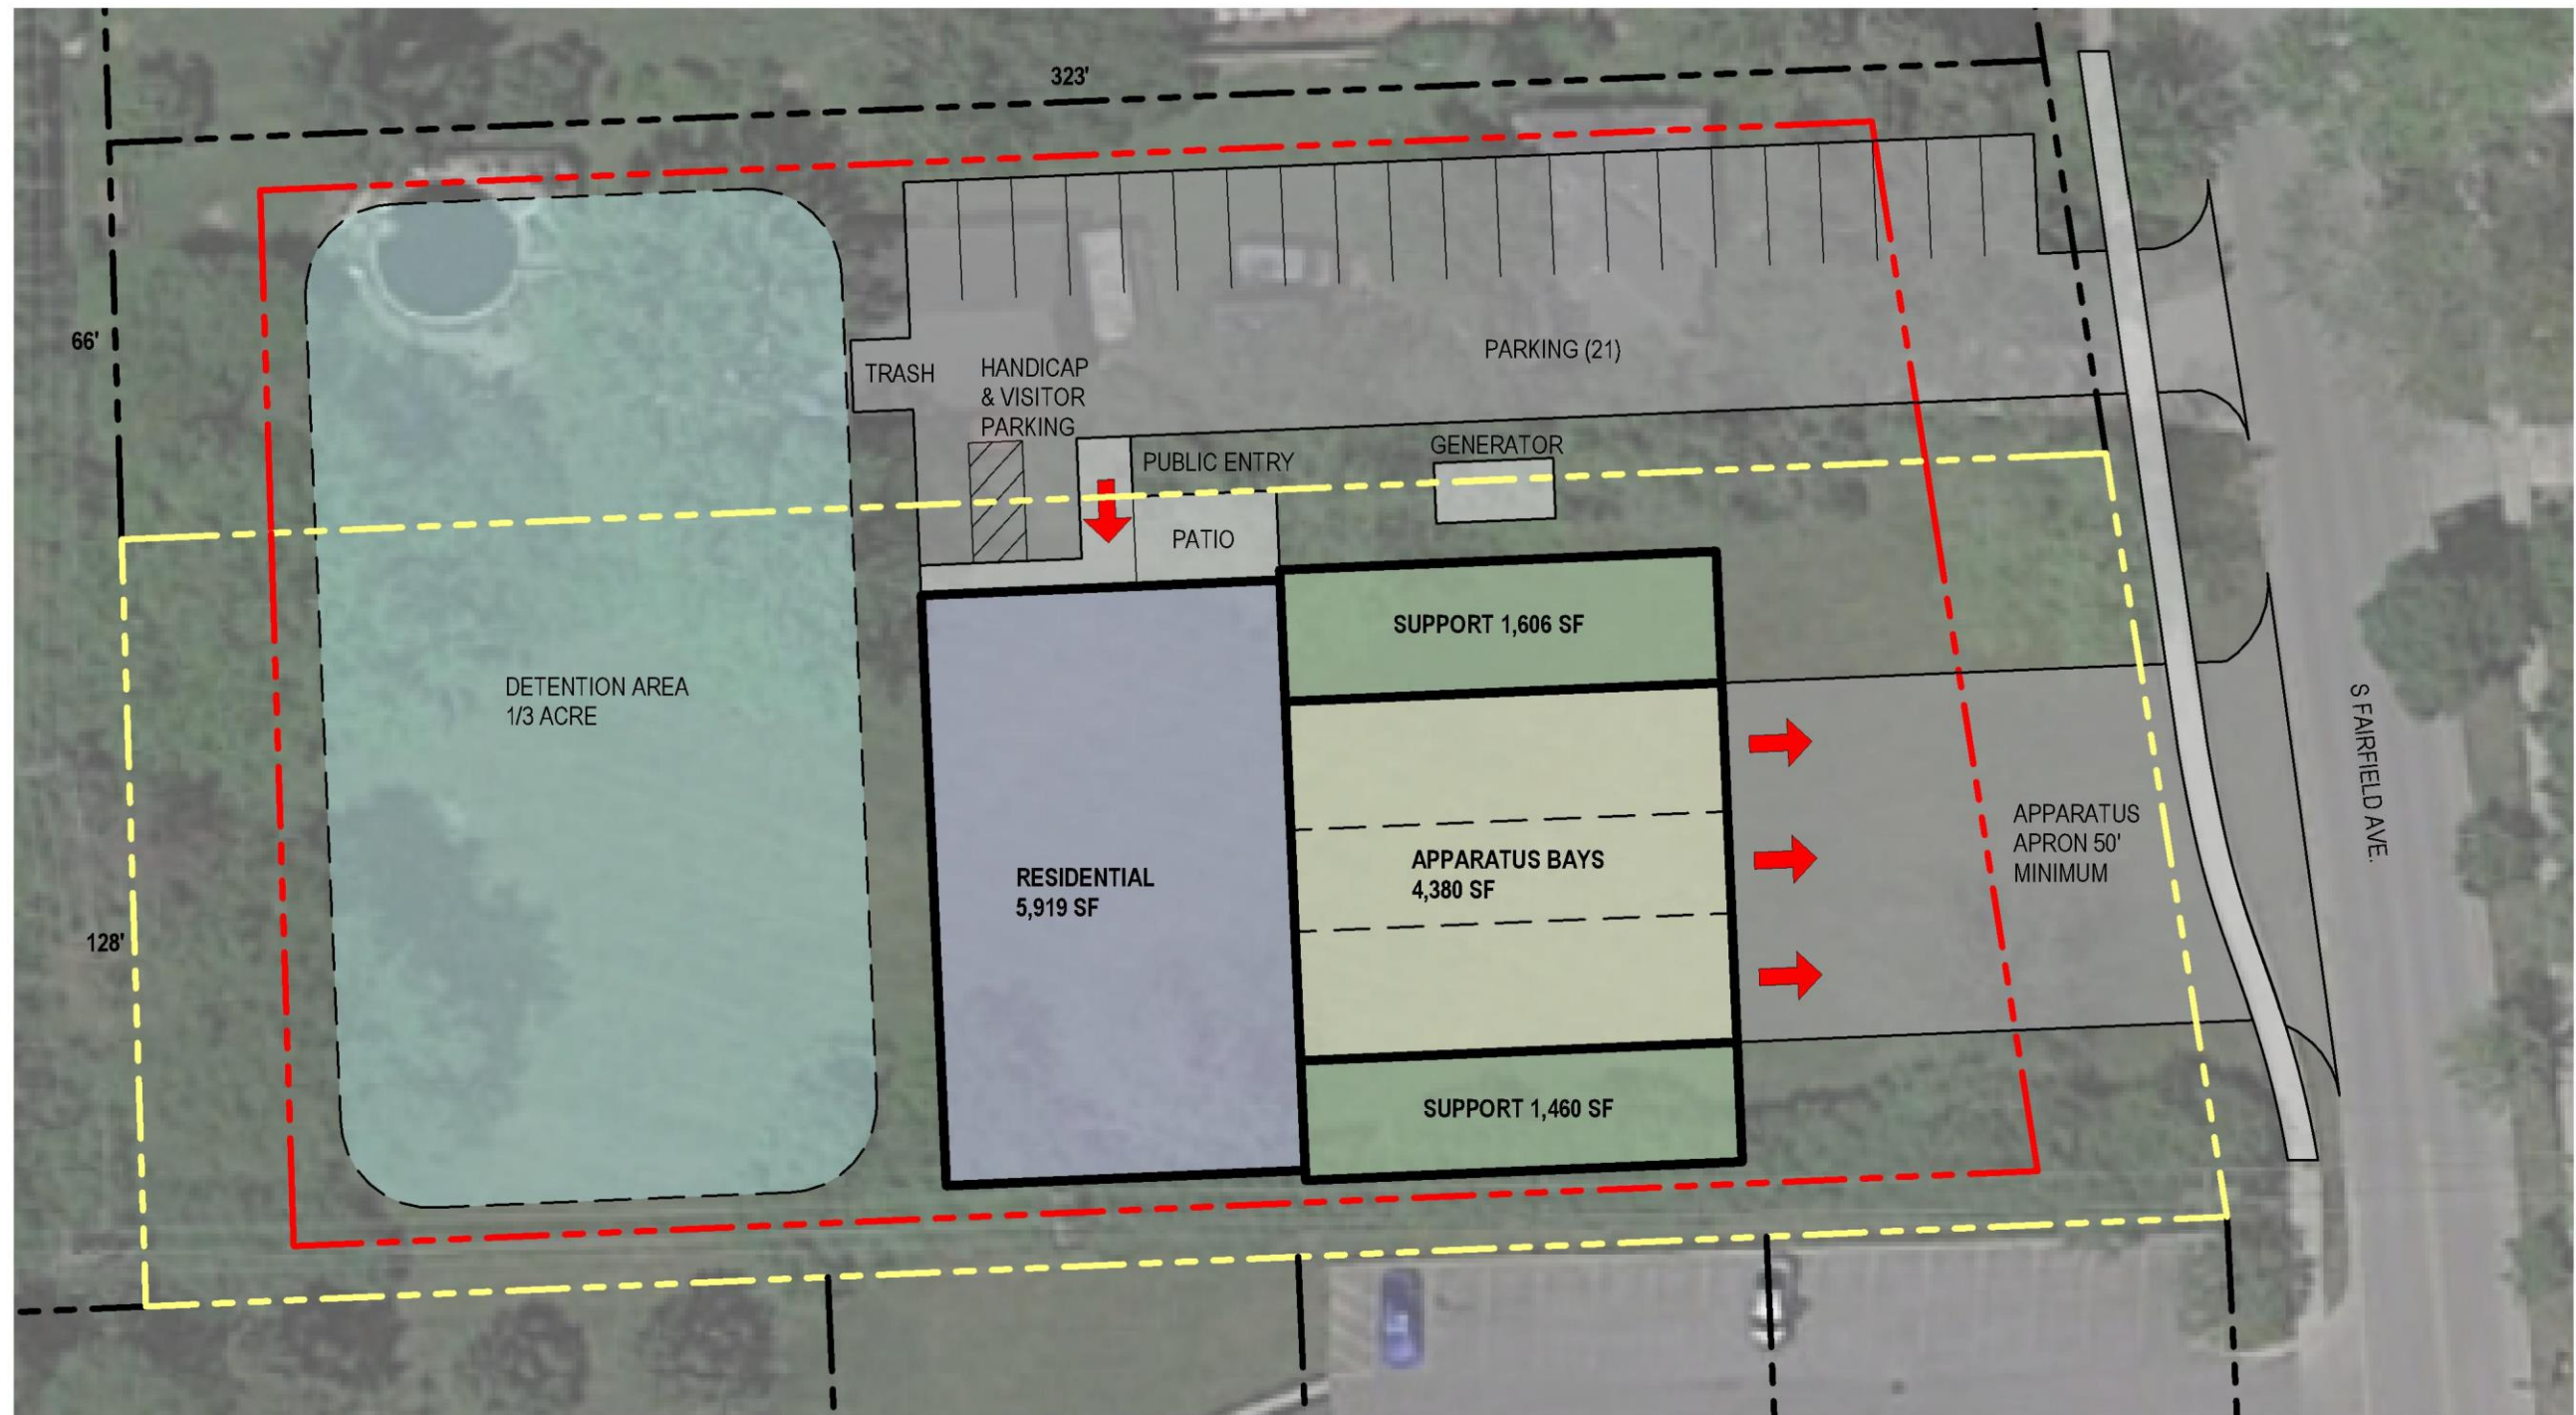 323'
66'
TRASH
HANDICAP
& VISITOR
PARKING
PARKING (21)
PUBLIC ENTRY
GENERATOR
PATIO
SUPPORT 1,606 SF
DETENTION AREA
1/3 ACRE
S FAIRFIELD AVE.
APPARATUS
APRON 50'
MINIMUM
APPARATUS BAYS
4,380 SF
RESIDENTIAL
5,919 SF
128'
SUPPORT 1,460 SF